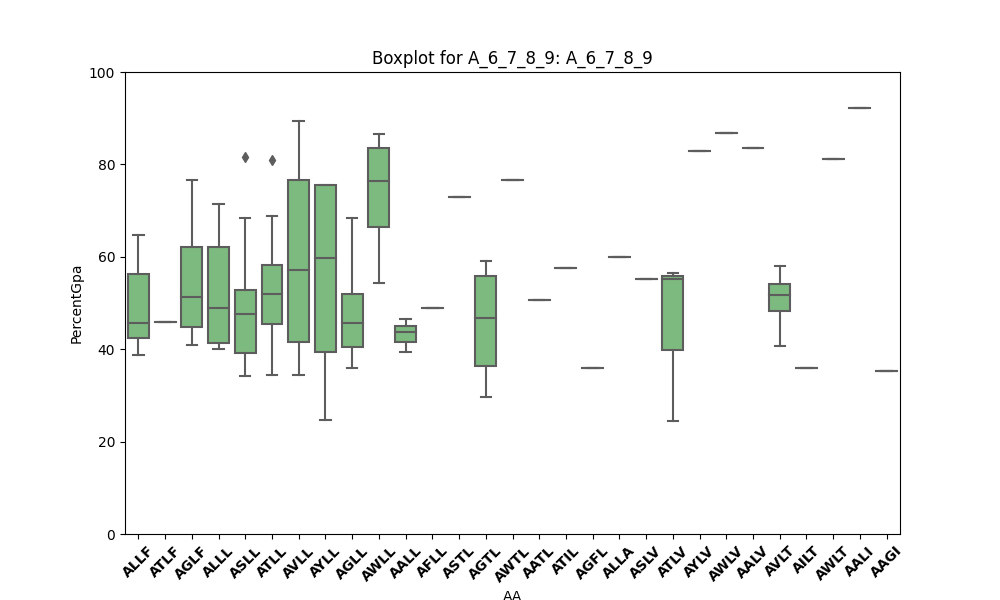 Boxplot for A_6_7_8_9: A_6_7_8_9
PercentGpa
100
80
60
40
20
0
ALLF ATLF AGLF ALLL ASLL ATLL AVLL AYLL AGLL AWLL AALL AFLL ASTL AGTL AWTL AATL ATIL AGFL ALLA ASLV ATLV AYLV AWLV AALV AVLT AILT AWLT AALI AAGI
AA